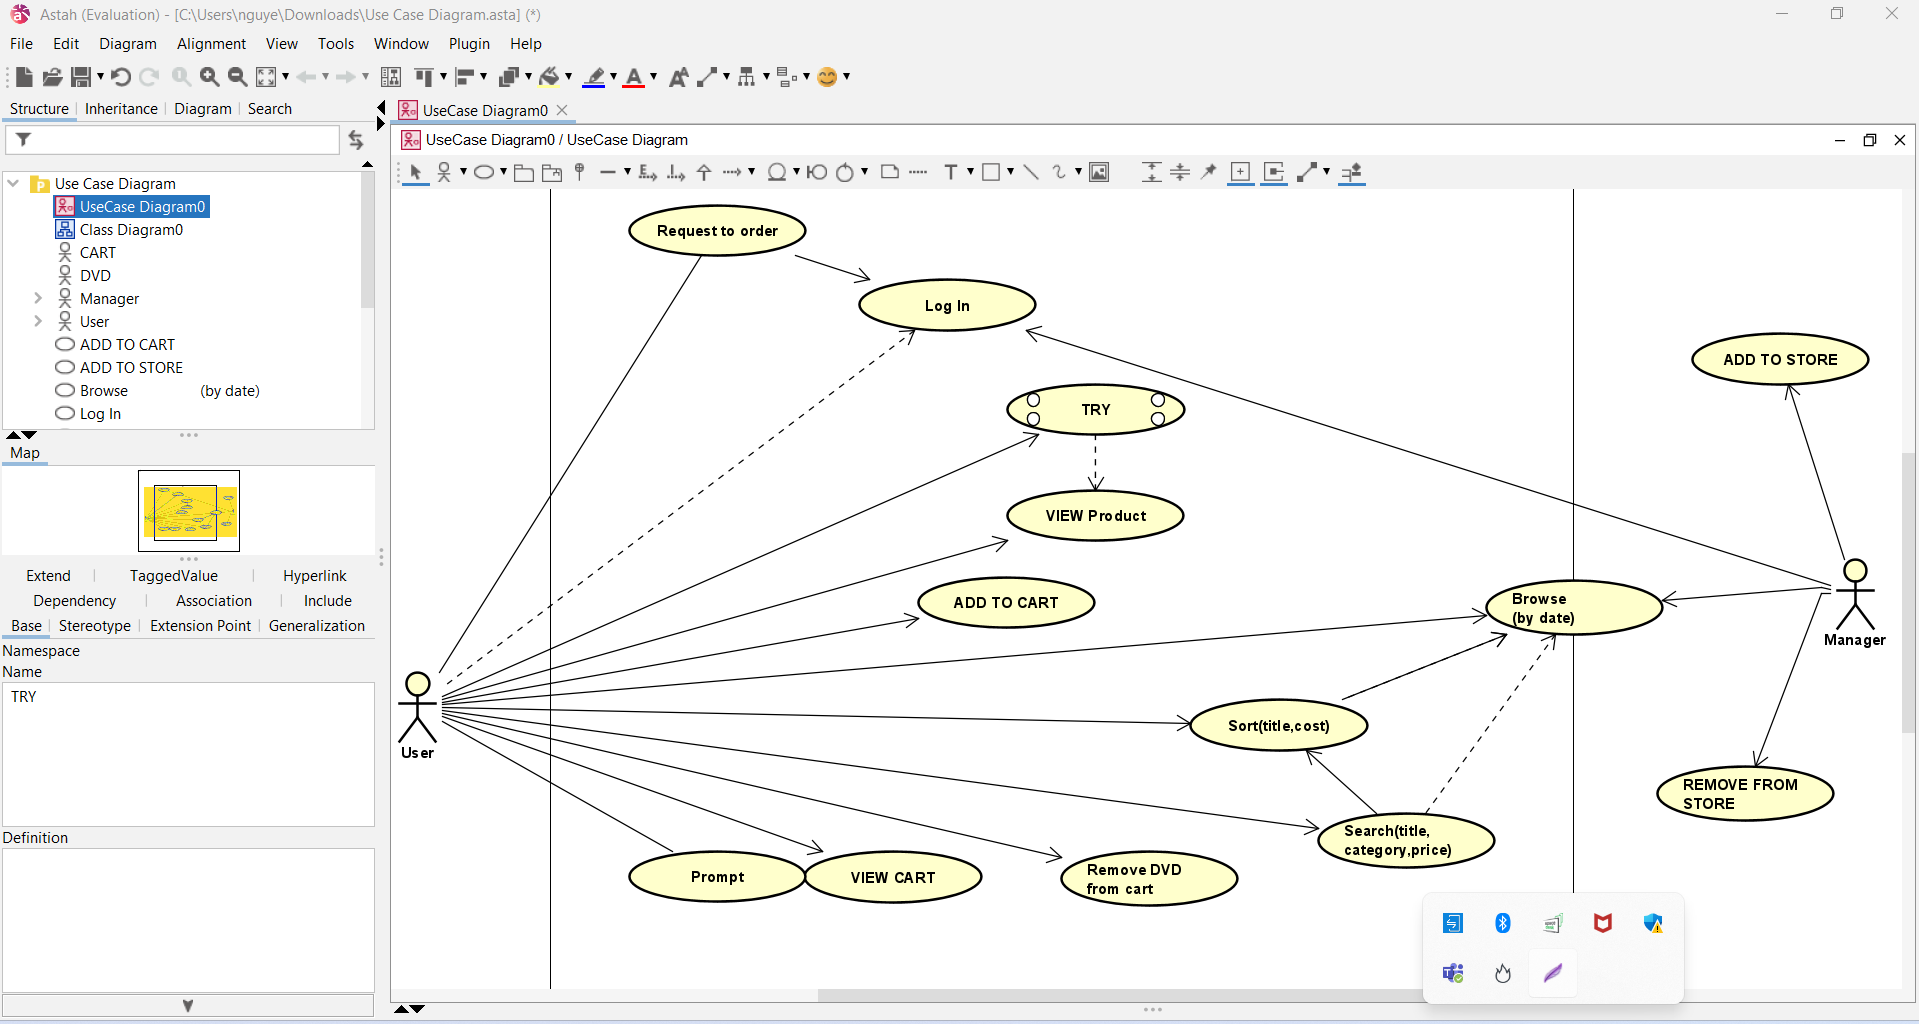 Astah (Evaluation) - [C:\Users\nguye\Downloads\Use Case Diagram.asta] (*)
File Edit Diagram Alignment View Tools Window Plugin Help
Structure Inheritance Diagram Search
UseCase Diagram0
UseCase Diagram0 / UseCase Diagram
Use Case Diagram
UseCase Diagram0
Class Diagram0
CART
DVD
Manager
User
ADD TO CART
ADD TO STORE
Browse (by date)
Log In
Map
Extend TaggedValue Hyperlink
Dependency Association Include
Base Stereotype Extension Point Generalization
Namespace
Name
TRY
Definition
Request to order
Log In
TRY
VIEW Product
ADD TO CART
Browse
(by date)
Sort(title,cost)
Search(title,
category,price)
Prompt
VIEW CART
Remove DVD
from cart
User
ADD TO STORE
Manager
REMOVE FROM
STORE